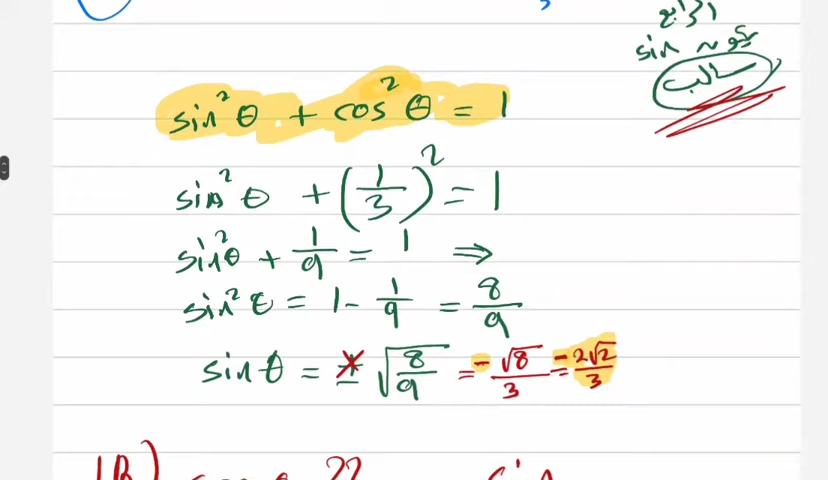 الرابع
يكون sin
سالب
sin²θ + cos²θ = 1
sin²θ + (1/3)² = 1
sin²θ + 1/9 = 1 ⇒
sin²θ = 1 - 1/9 = 8/9
sinθ = ± √(8/9) = -√8/3 = -2√2/3